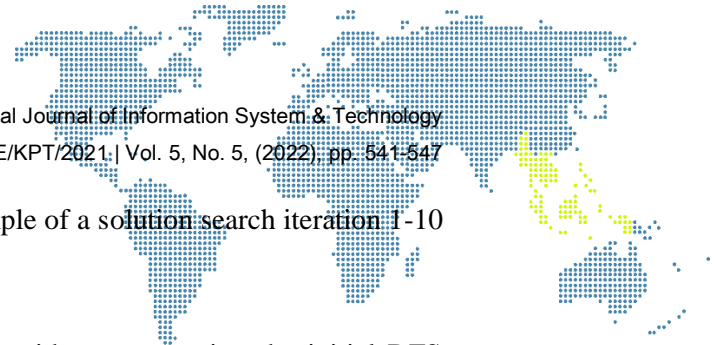 al Journal of Information System & Technology
E/KPT/2021 | Vol. 5, No. 5, (2022), pp. 541-547
ple of a solution search iteration 1-10